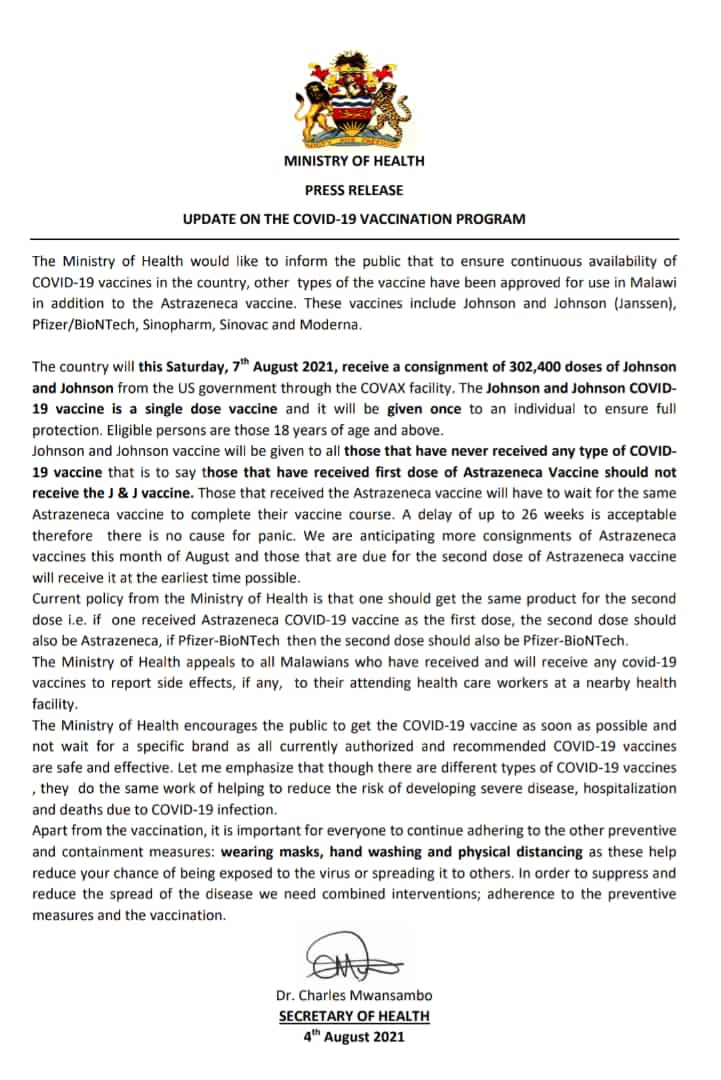 MINISTRY OF HEALTH
PRESS RELEASE
UPDATE ON THE COVID-19 VACCINATION PROGRAM
The Ministry of Health would like to inform the public that to ensure continuous availability of
COVID-19 vaccines in the country, other types of the vaccine have been approved for use in Malawi
in addition to the Astrazeneca vaccine. These vaccines include Johnson and Johnson (Janssen),
Pfizer/BioNTech, Sinopharm, Sinovac and Moderna.
The country will this Saturday, 7th August 2021, receive a consignment of 302,400 doses of Johnson
and Johnson from the US government through the COVAX facility. The Johnson and Johnson COVID-
19 vaccine is a single dose vaccine and it will be given once to an individual to ensure full
protection. Eligible persons are those 18 years of age and above.
Johnson and Johnson vaccine will be given to all those that have never received any type of COVID-
19 vaccine that is to say those that have received first dose of Astrazeneca Vaccine should not
receive the J & J vaccine. Those that received the Astrazeneca vaccine will have to wait for the same
Astrazeneca vaccine to complete their vaccine course. A delay of up to 26 weeks is acceptable
therefore there is no cause for panic. We are anticipating more consignments of Astrazeneca
vaccines this month of August and those that are due for the second dose of Astrazeneca vaccine
will receive it at the earliest time possible.
Current policy from the Ministry of Health is that one should get the same product for the second
dose i.e. if one received Astrazeneca COVID-19 vaccine as the first dose, the second dose should
also be Astrazeneca, if Pfizer-BioNTech then the second dose should also be Pfizer-BioNTech.
The Ministry of Health appeals to all Malawians who have received and will receive any covid-19
vaccines to report side effects, if any, to their attending health care workers at a nearby health
facility.
The Ministry of Health encourages the public to get the COVID-19 vaccine as soon as possible and
not wait for a specific brand as all currently authorized and recommended COVID-19 vaccines
are safe and effective. Let me emphasize that though there are different types of COVID-19 vaccines
, they do the same work of helping to reduce the risk of developing severe disease, hospitalization
and deaths due to COVID-19 infection.
Apart from the vaccination, it is important for everyone to continue adhering to the other preventive
and containment measures: wearing masks, hand washing and physical distancing as these help
reduce your chance of being exposed to the virus or spreading it to others. In order to suppress and
reduce the spread of the disease we need combined interventions; adherence to the preventive
measures and the vaccination.
Dr. Charles Mwansambo
SECRETARY OF HEALTH
4th August 2021